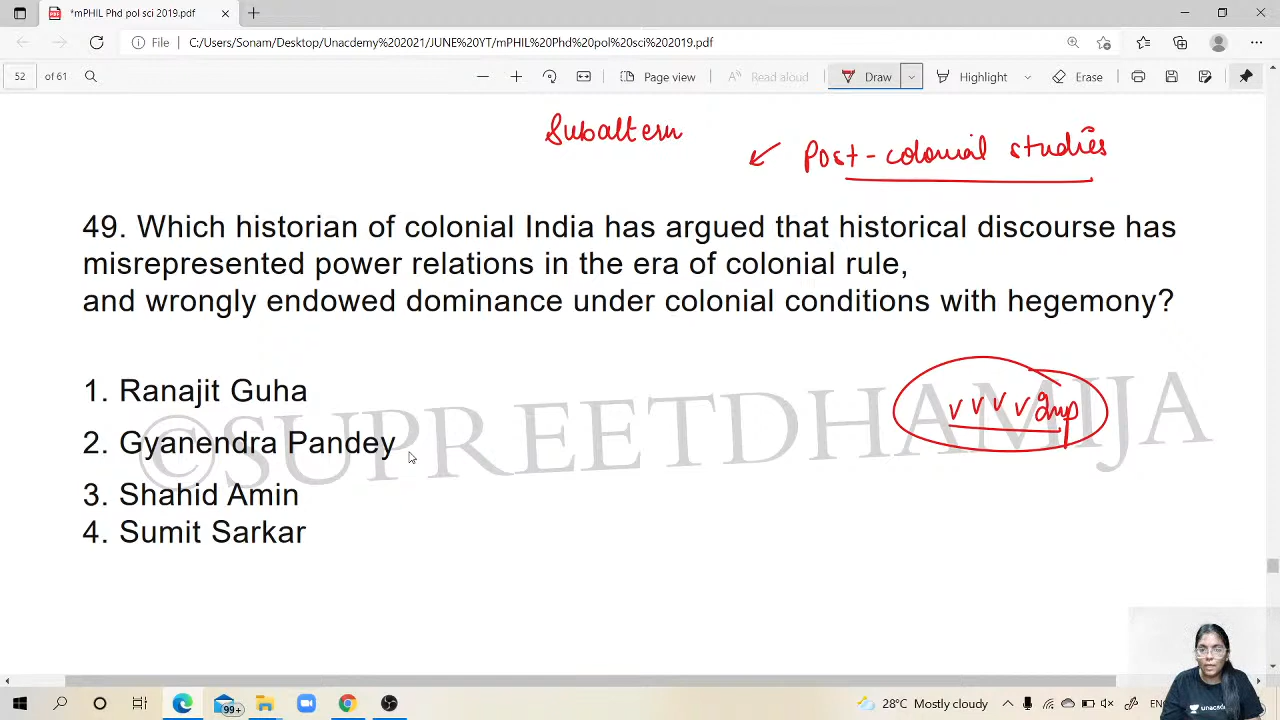 *mPHIL Phd pol sci 2019.pdf
File
C:/Users/Sonam/Desktop/Unacdemy%202021/JUNE%20YT/mPHIL%20Phd%20pol%20sci%202019.pdf
52 of 61
Page view
Read aloud
Draw
Highlight
Erase
Subaltern
Post-colonial studies
49. Which historian of colonial India has argued that historical discourse has
misrepresented power relations in the era of colonial rule,
and wrongly endowed dominance under colonial conditions with hegemony?
1. Ranajit Guha
v v v v imp
2. Gyanendra Pandey
©SUPREETDHAMIJA
3. Shahid Amin
4. Sumit Sarkar
unacademy
99+
28°C Mostly cloudy
ENG